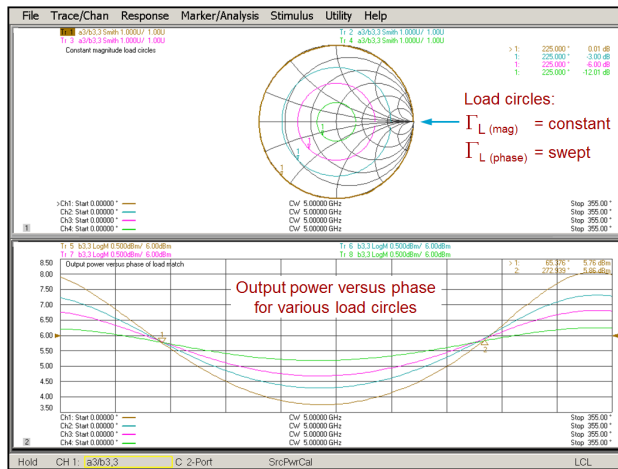 File Trace/Chan Response Marker/Analysis Stimulus Utility Help
Tr 1 a3/b3,3 Smith 1.000U/ 1.00U Tr 2 a3/b3,3 Smith 1.000U/ 1.00U
Tr 3 a3/b3,3 Smith 1.000U/ 1.00U Tr 4 a3/b3,3 Smith 1.000U/ 1.00U
Constant magnitude load circles
> 1: 225.000 ° 0.01 dB
1: 225.000 ° -3.00 dB
1: 225.000 ° -6.00 dB
1: 225.000 ° -12.01 dB
Load circles:
ΓL (mag) = constant
ΓL (phase) = swept
1
1
1
1
>Ch1: Start 0.00000 ° CW 5.00000 GHz Stop 355.00 °
Ch2: Start 0.00000 ° CW 5.00000 GHz Stop 355.00 °
Ch3: Start 0.00000 ° CW 5.00000 GHz Stop 355.00 °
1 Ch4: Start 0.00000 ° CW 5.00000 GHz Stop 355.00 °
Tr 5 b3,3 LogM 0.500dBm/ 6.00dBm Tr 6 b3,3 LogM 0.500dBm/ 6.00dBm
Tr 7 b3,3 LogM 0.500dBm/ 6.00dBm Tr 8 b3,3 LogM 0.500dBm/ 6.00dBm
Output power versus phase of load match
> 1: 65.376 ° 5.76 dBm
2: 272.939 ° 5.86 dBm
Output power versus phase
for various load circles
8.50
8.00
7.50
7.00
6.50
6.00
5.50
5.00
4.50
4.00
3.50
1
2
Ch1: Start 0.00000 ° CW 5.00000 GHz Stop 355.00 °
Ch2: Start 0.00000 ° CW 5.00000 GHz Stop 355.00 °
Ch3: Start 0.00000 ° CW 5.00000 GHz Stop 355.00 °
2 Ch4: Start 0.00000 ° CW 5.00000 GHz Stop 355.00 °
Hold CH 1: a3/b3,3 C 2-Port SrcPwrCal LCL